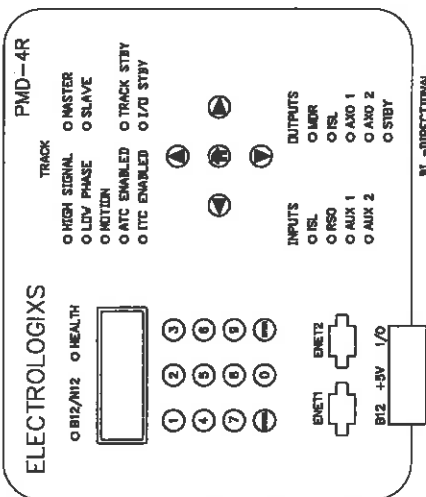 ELECTROLOGIXS PMD-4R
TRACK
B12/N12 HEALTH
HIGH SIGNAL MASTER
LOW PHASE SLAVE
MOTION
ATC ENABLED TRACK STBY
ITC ENABLED I/O STBY
1 2 3
4 5 6
7 8 9
0
INPUTS OUTPUTS
ISL MDR
RSO ISL
AUX 1 AXO 1
AUX 2 AXO 2
STBY
ENET1 ENET2
B12 +5V I/O
BI-DIRECTIONAL